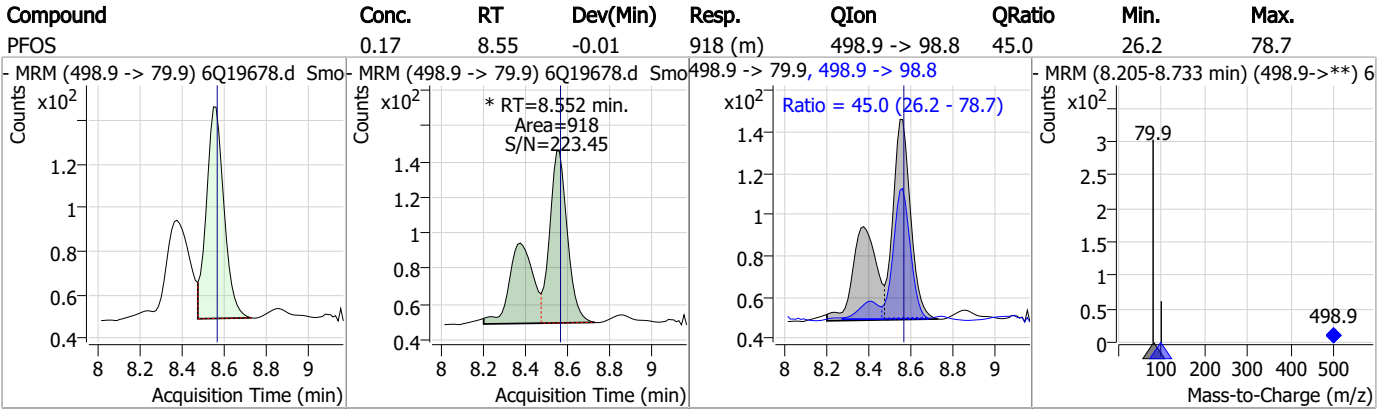 Compound Conc. RT Dev(Min) Resp. QIon QRatio Min. Max.
PFOS 0.17 8.55 -0.01 918 (m) 498.9 -> 98.8 45.0 26.2 78.7
- MRM (498.9 -> 79.9) 6Q19678.d Smo
Counts
x10²
1.2
1
0.8
0.6
0.4
8 8.2 8.4 8.6 8.8 9
Acquisition Time (min)
- MRM (498.9 -> 79.9) 6Q19678.d Smo
Counts
x10²
* RT=8.552 min.
Area=918
S/N=223.45
1.4
1.2
1
0.8
0.6
0.4
8 8.2 8.4 8.6 8.8 9
Acquisition Time (min)
498.9 -> 79.9, 498.9 -> 98.8
Counts
x10²
Ratio = 45.0 (26.2 - 78.7)
1.4
1.2
1
0.8
0.6
0.4
8 8.2 8.4 8.6 8.8 9
Acquisition Time (min)
- MRM (8.205-8.733 min) (498.9->**) 6
Counts
x10²
79.9
3
2.5
2
1.5
1
0.5
0
498.9
100 200 300 400 500
Mass-to-Charge (m/z)